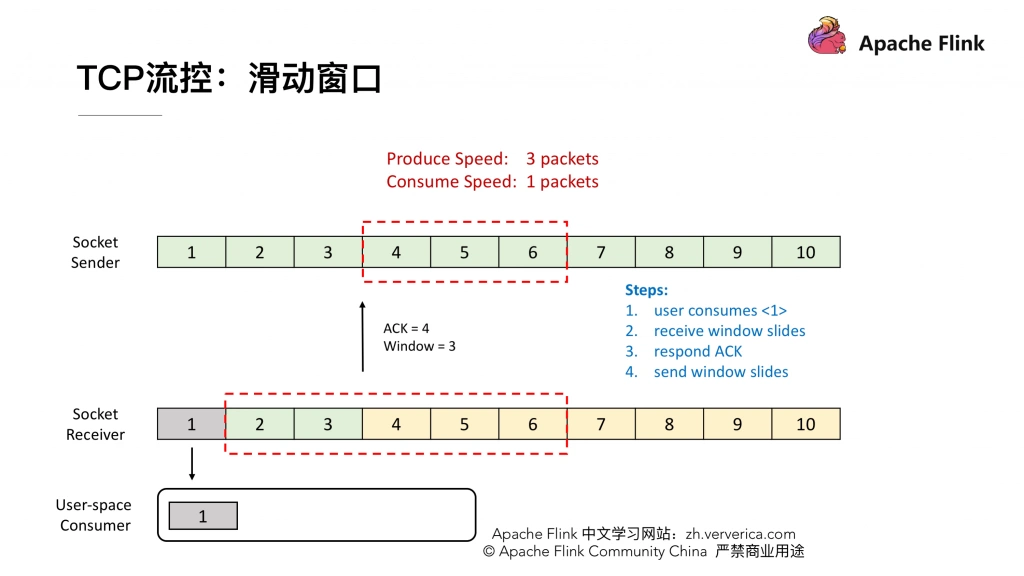 Apache Flink
TCP流控：滑动窗口
Produce Speed: 3 packets
Consume Speed: 1 packets
Socket
Sender
1 2 3 4 5 6 7 8 9 10
Steps:
1. user consumes <1>
2. receive window slides
3. respond ACK
4. send window slides
ACK = 4
Window = 3
Socket
Receiver
1 2 3 4 5 6 7 8 9 10
User-space
Consumer
1
Apache Flink 中文学习网站：zh.ververica.com
© Apache Flink Community China 严禁商业用途